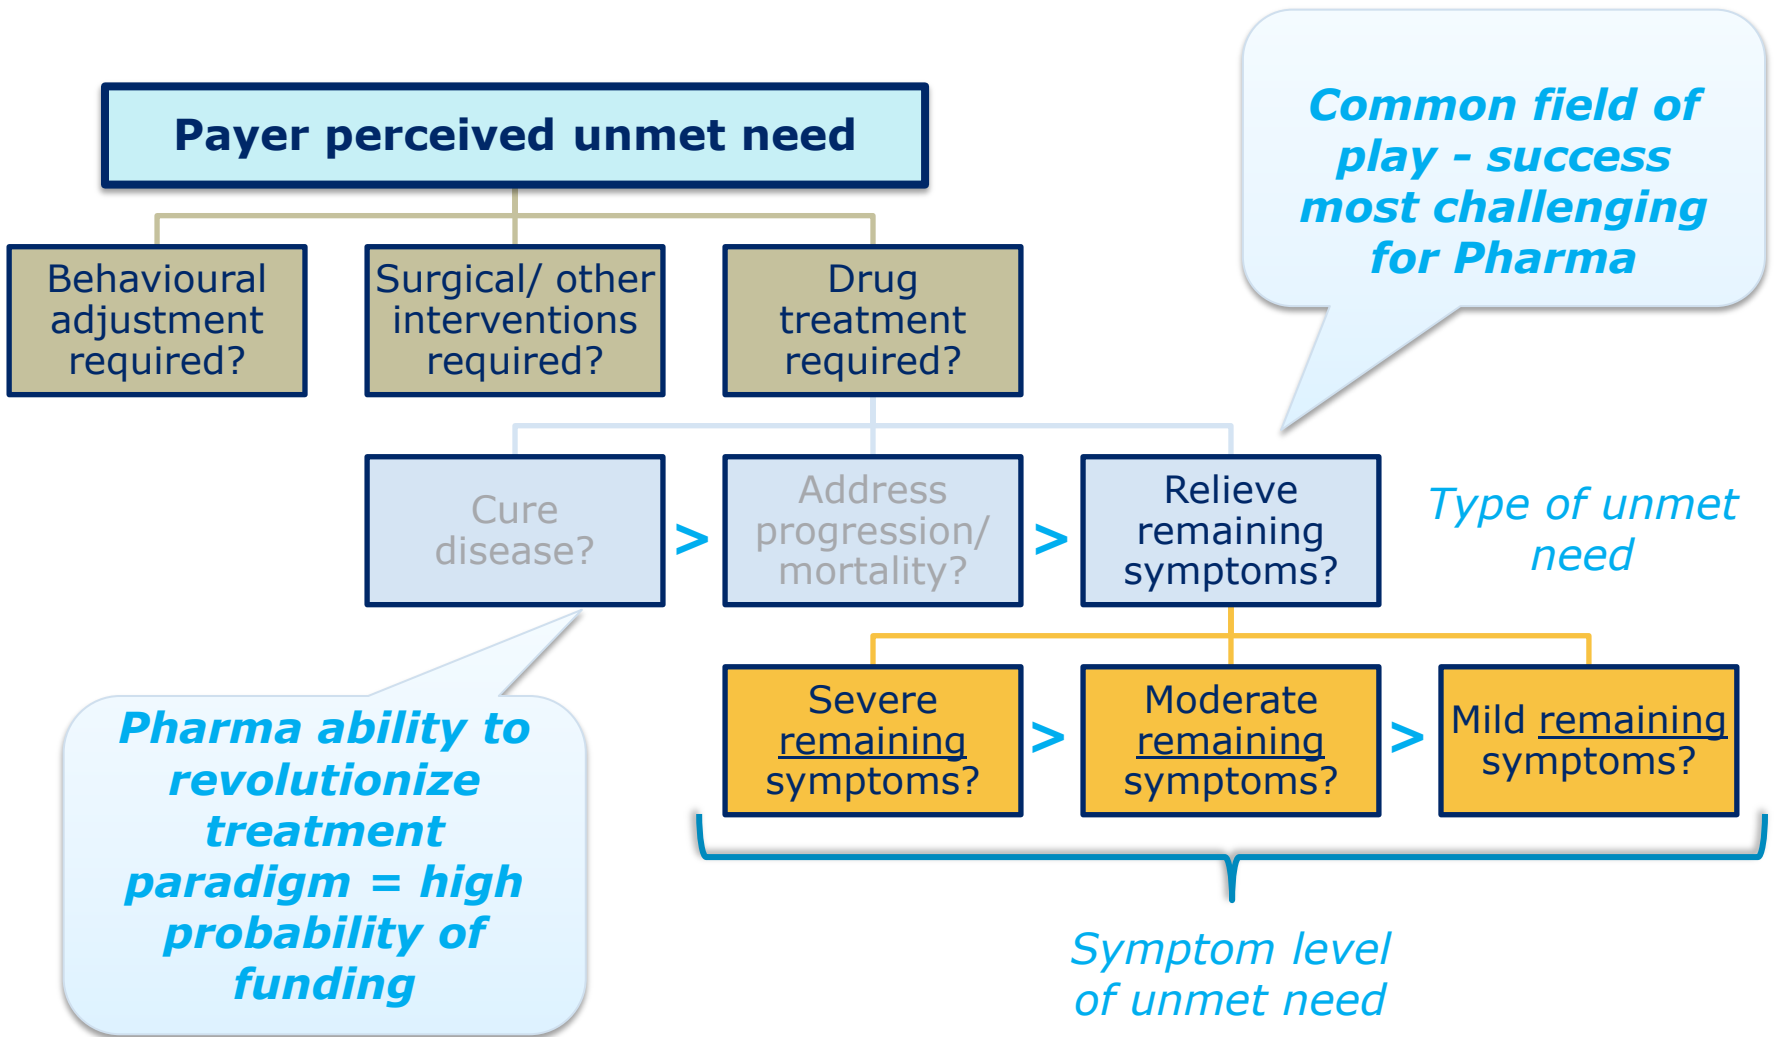 Payer perceived unmet need
Common field of
play – success
most challenging
for Pharma
Behavioural
adjustment
required?
Surgical/ other
interventions
required?
Drug
treatment
required?
Cure
disease?
>
Address
progression/
mortality?
>
Relieve
remaining
symptoms?
Type of unmet
need
Severe
remaining
symptoms?
>
Moderate
remaining
symptoms?
>
Mild remaining
symptoms?
Pharma ability to
revolutionize
treatment
paradigm = high
probability of
funding
Symptom level
of unmet need